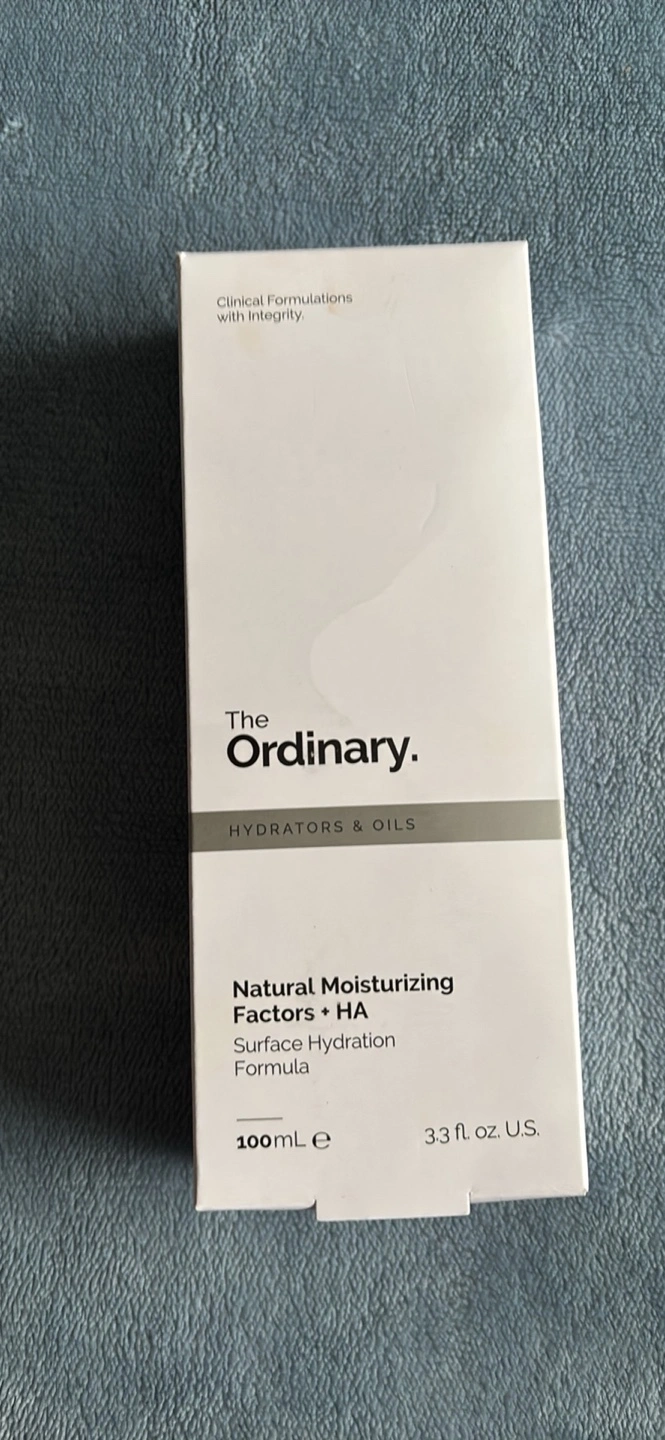 Clinical Formulations
with Integrity.
The
Ordinary.
HYDRATORS & OILS
Natural Moisturizing
Factors + HA
Surface Hydration
Formula
100mL ℮ 3.3 fl. oz. U.S.